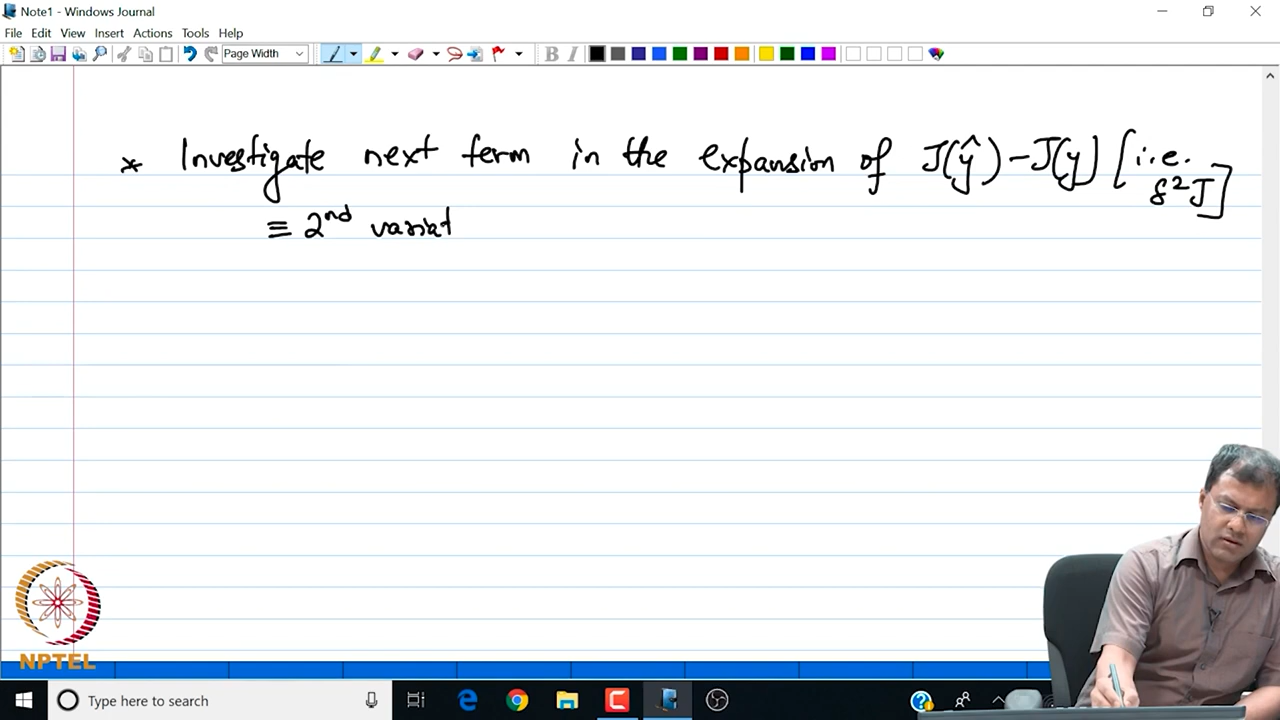 Note1 - Windows Journal
File Edit View Insert Actions Tools Help
Page Width
B I
* Investigate next term in the expansion of J(ŷ) - J(y) [i.e. δ²J]
≡ 2nd variat
NPTEL
Type here to search